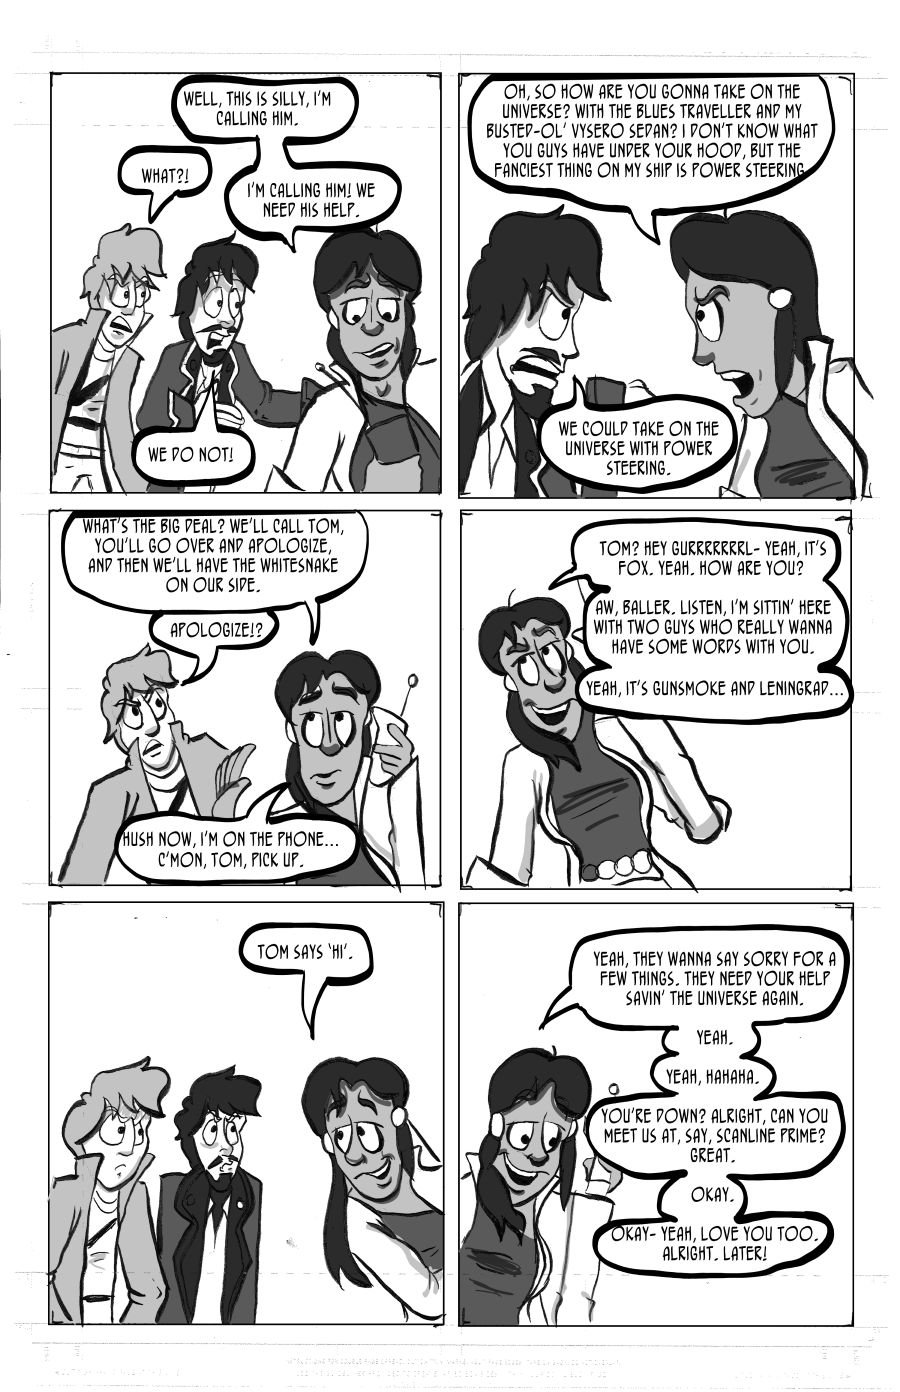 WELL, THIS IS SILLY, I'M
CALLING HIM.
WHAT?!
I'M CALLING HIM! WE
NEED HIS HELP.
WE DO NOT!
OH, SO HOW ARE YOU GONNA TAKE ON THE
UNIVERSE? WITH THE BLUES TRAVELLER AND MY
BUSTED-OL' VYSERO SEDAN? I DON'T KNOW WHAT
YOU GUYS HAVE UNDER YOUR HOOD, BUT THE
FANCIEST THING ON MY SHIP IS POWER STEERING.
WE COULD TAKE ON THE
UNIVERSE WITH POWER
STEERING.
WHAT'S THE BIG DEAL? WE'LL CALL TOM,
YOU'LL GO OVER AND APOLOGIZE,
AND THEN WE'LL HAVE THE WHITESNAKE
ON OUR SIDE.
APOLOGIZE!?
HUSH NOW, I'M ON THE PHONE...
C'MON, TOM, PICK UP.
TOM? HEY GURRRRRRRL- YEAH, IT'S
FOX. YEAH. HOW ARE YOU?
AW, BALLER. LISTEN, I'M SITTIN' HERE
WITH TWO GUYS WHO REALLY WANNA
HAVE SOME WORDS WITH YOU.
YEAH, IT'S GUNSMOKE AND LENINGRAD...
TOM SAYS 'HI'.
YEAH, THEY WANNA SAY SORRY FOR A
FEW THINGS. THEY NEED YOUR HELP
SAVIN' THE UNIVERSE AGAIN.
YEAH.
YEAH, HAHAHA.
YOU'RE DOWN? ALRIGHT, CAN YOU
MEET US AT, SAY, SCANLINE PRIME?
GREAT.
OKAY.
OKAY- YEAH, LOVE YOU TOO.
ALRIGHT. LATER!